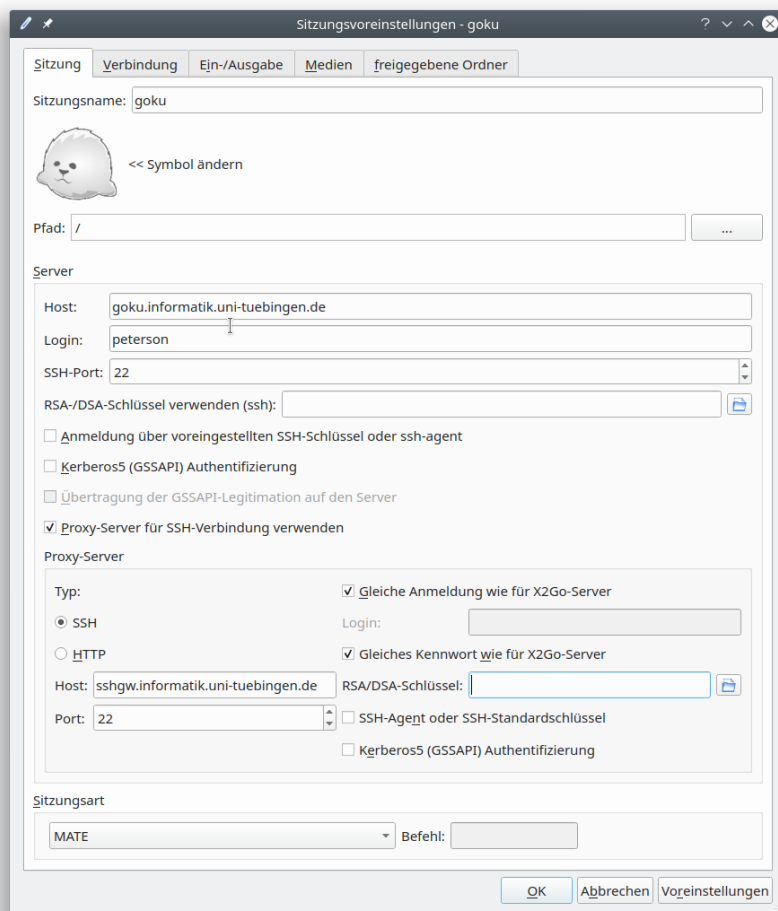 Sitzungsvoreinstellungen - goku
Sitzung Verbindung Ein-/Ausgabe Medien freigegebene Ordner
Sitzungsname: goku
<< Symbol ändern
Pfad: / ...
Server
Host: goku.informatik.uni-tuebingen.de
Login: peterson
SSH-Port: 22
RSA-/DSA-Schlüssel verwenden (ssh):
Anmeldung über voreingestellten SSH-Schlüssel oder ssh-agent
Kerberos5 (GSSAPI) Authentifizierung
Übertragung der GSSAPI-Legitimation auf den Server
Proxy-Server für SSH-Verbindung verwenden
Proxy-Server
Typ: Gleiche Anmeldung wie für X2Go-Server
SSH Login:
HTTP Gleiches Kennwort wie für X2Go-Server
Host: sshgw.informatik.uni-tuebingen.de RSA/DSA-Schlüssel:
Port: 22 SSH-Agent oder SSH-Standardschlüssel
Kerberos5 (GSSAPI) Authentifizierung
Sitzungsart
MATE Befehl:
OK Abbrechen Voreinstellungen